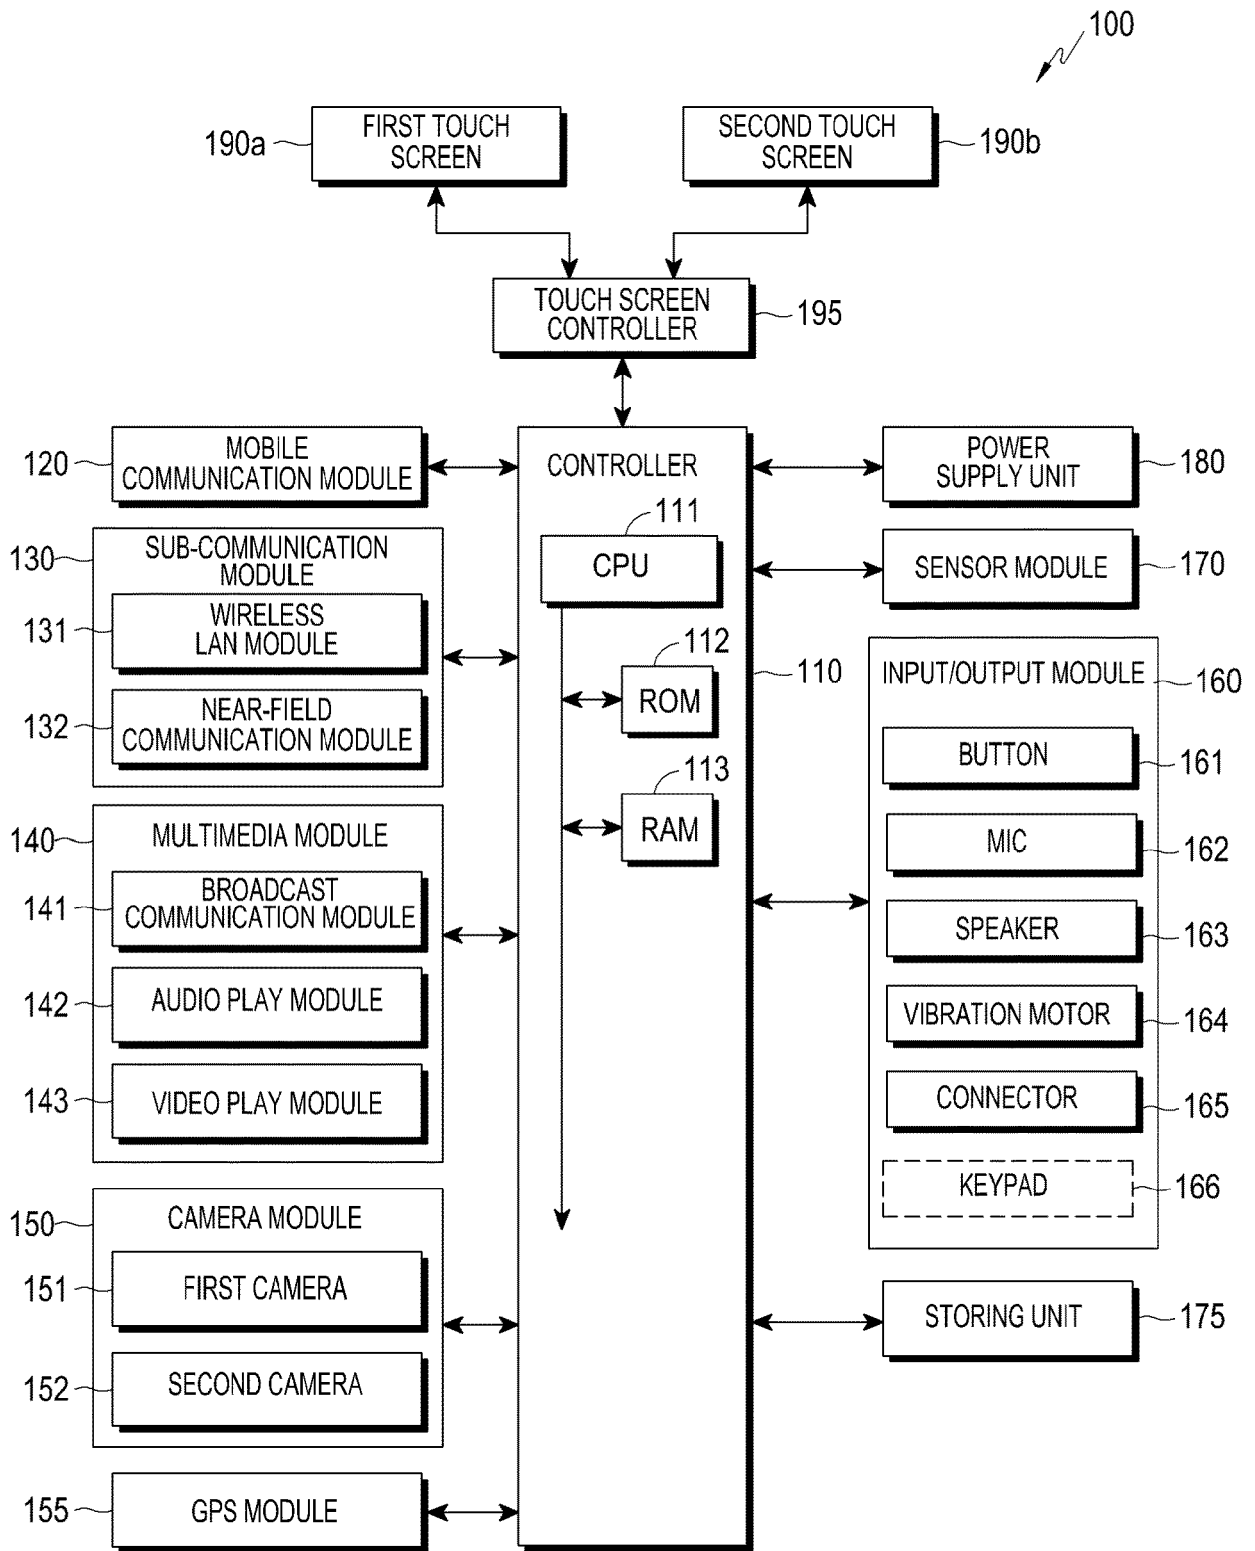 100
FIRST TOUCH
SCREEN
190a
SECOND TOUCH
SCREEN
190b
TOUCH SCREEN
CONTROLLER
195
120
MOBILE
COMMUNICATION MODULE
130
SUB-COMMUNICATION
MODULE
131
WIRELESS
LAN MODULE
132
NEAR-FIELD
COMMUNICATION MODULE
140
MULTIMEDIA MODULE
141
BROADCAST
COMMUNICATION MODULE
142
AUDIO PLAY MODULE
143
VIDEO PLAY MODULE
150
CAMERA MODULE
151
FIRST CAMERA
152
SECOND CAMERA
155
GPS MODULE
CONTROLLER
111
CPU
112
ROM
113
RAM
110
POWER
SUPPLY UNIT
180
SENSOR MODULE
170
INPUT/OUTPUT MODULE
160
BUTTON
161
MIC
162
SPEAKER
163
VIBRATION MOTOR
164
CONNECTOR
165
KEYPAD
166
STORING UNIT
175